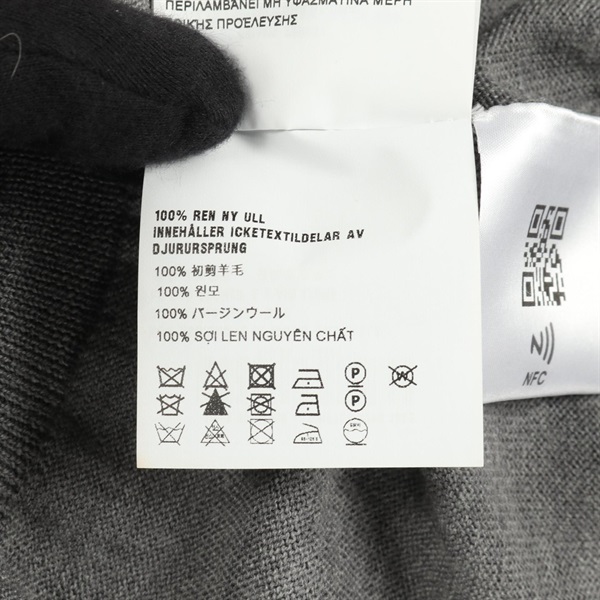 ΠΕΡΙΛΑΜΒΑΝΕΙ ΜΗ ΥΦΑΣΜΑΤΙΝΑ ΜΕΡΗ
ΖΩΙΚΗΣ ΠΡΟΕΛΕΥΣΗΣ
100% REN NY ULL
INNEHÅLLER ICKETEXTILDELAR AV
DJURURSPRUNG
100% 初剪羊毛
100% 원모
100% バージンウール
100% SỢI LEN NGUYÊN CHẤT
P W
P
NFC